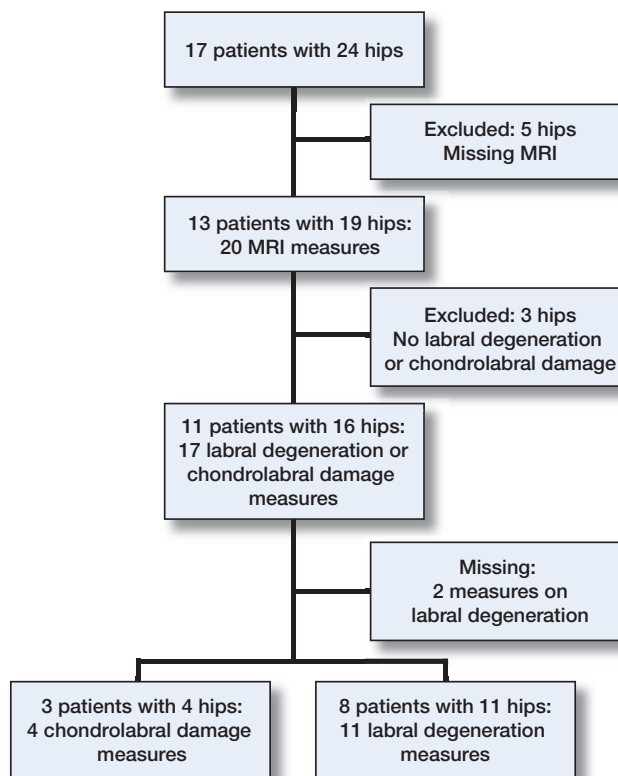 17 patients with 24 hips
Excluded: 5 hips
Missing MRI
13 patients with 19 hips:
20 MRI measures
Excluded: 3 hips
No labral degeneration
or chondrolabral damage
11 patients with 16 hips:
17 labral degeneration or
chondrolabral damage
measures
Missing:
2 measures on
labral degeneration
3 patients with 4 hips:
4 chondrolabral damage
measures
8 patients with 11 hips:
11 labral degeneration
measures